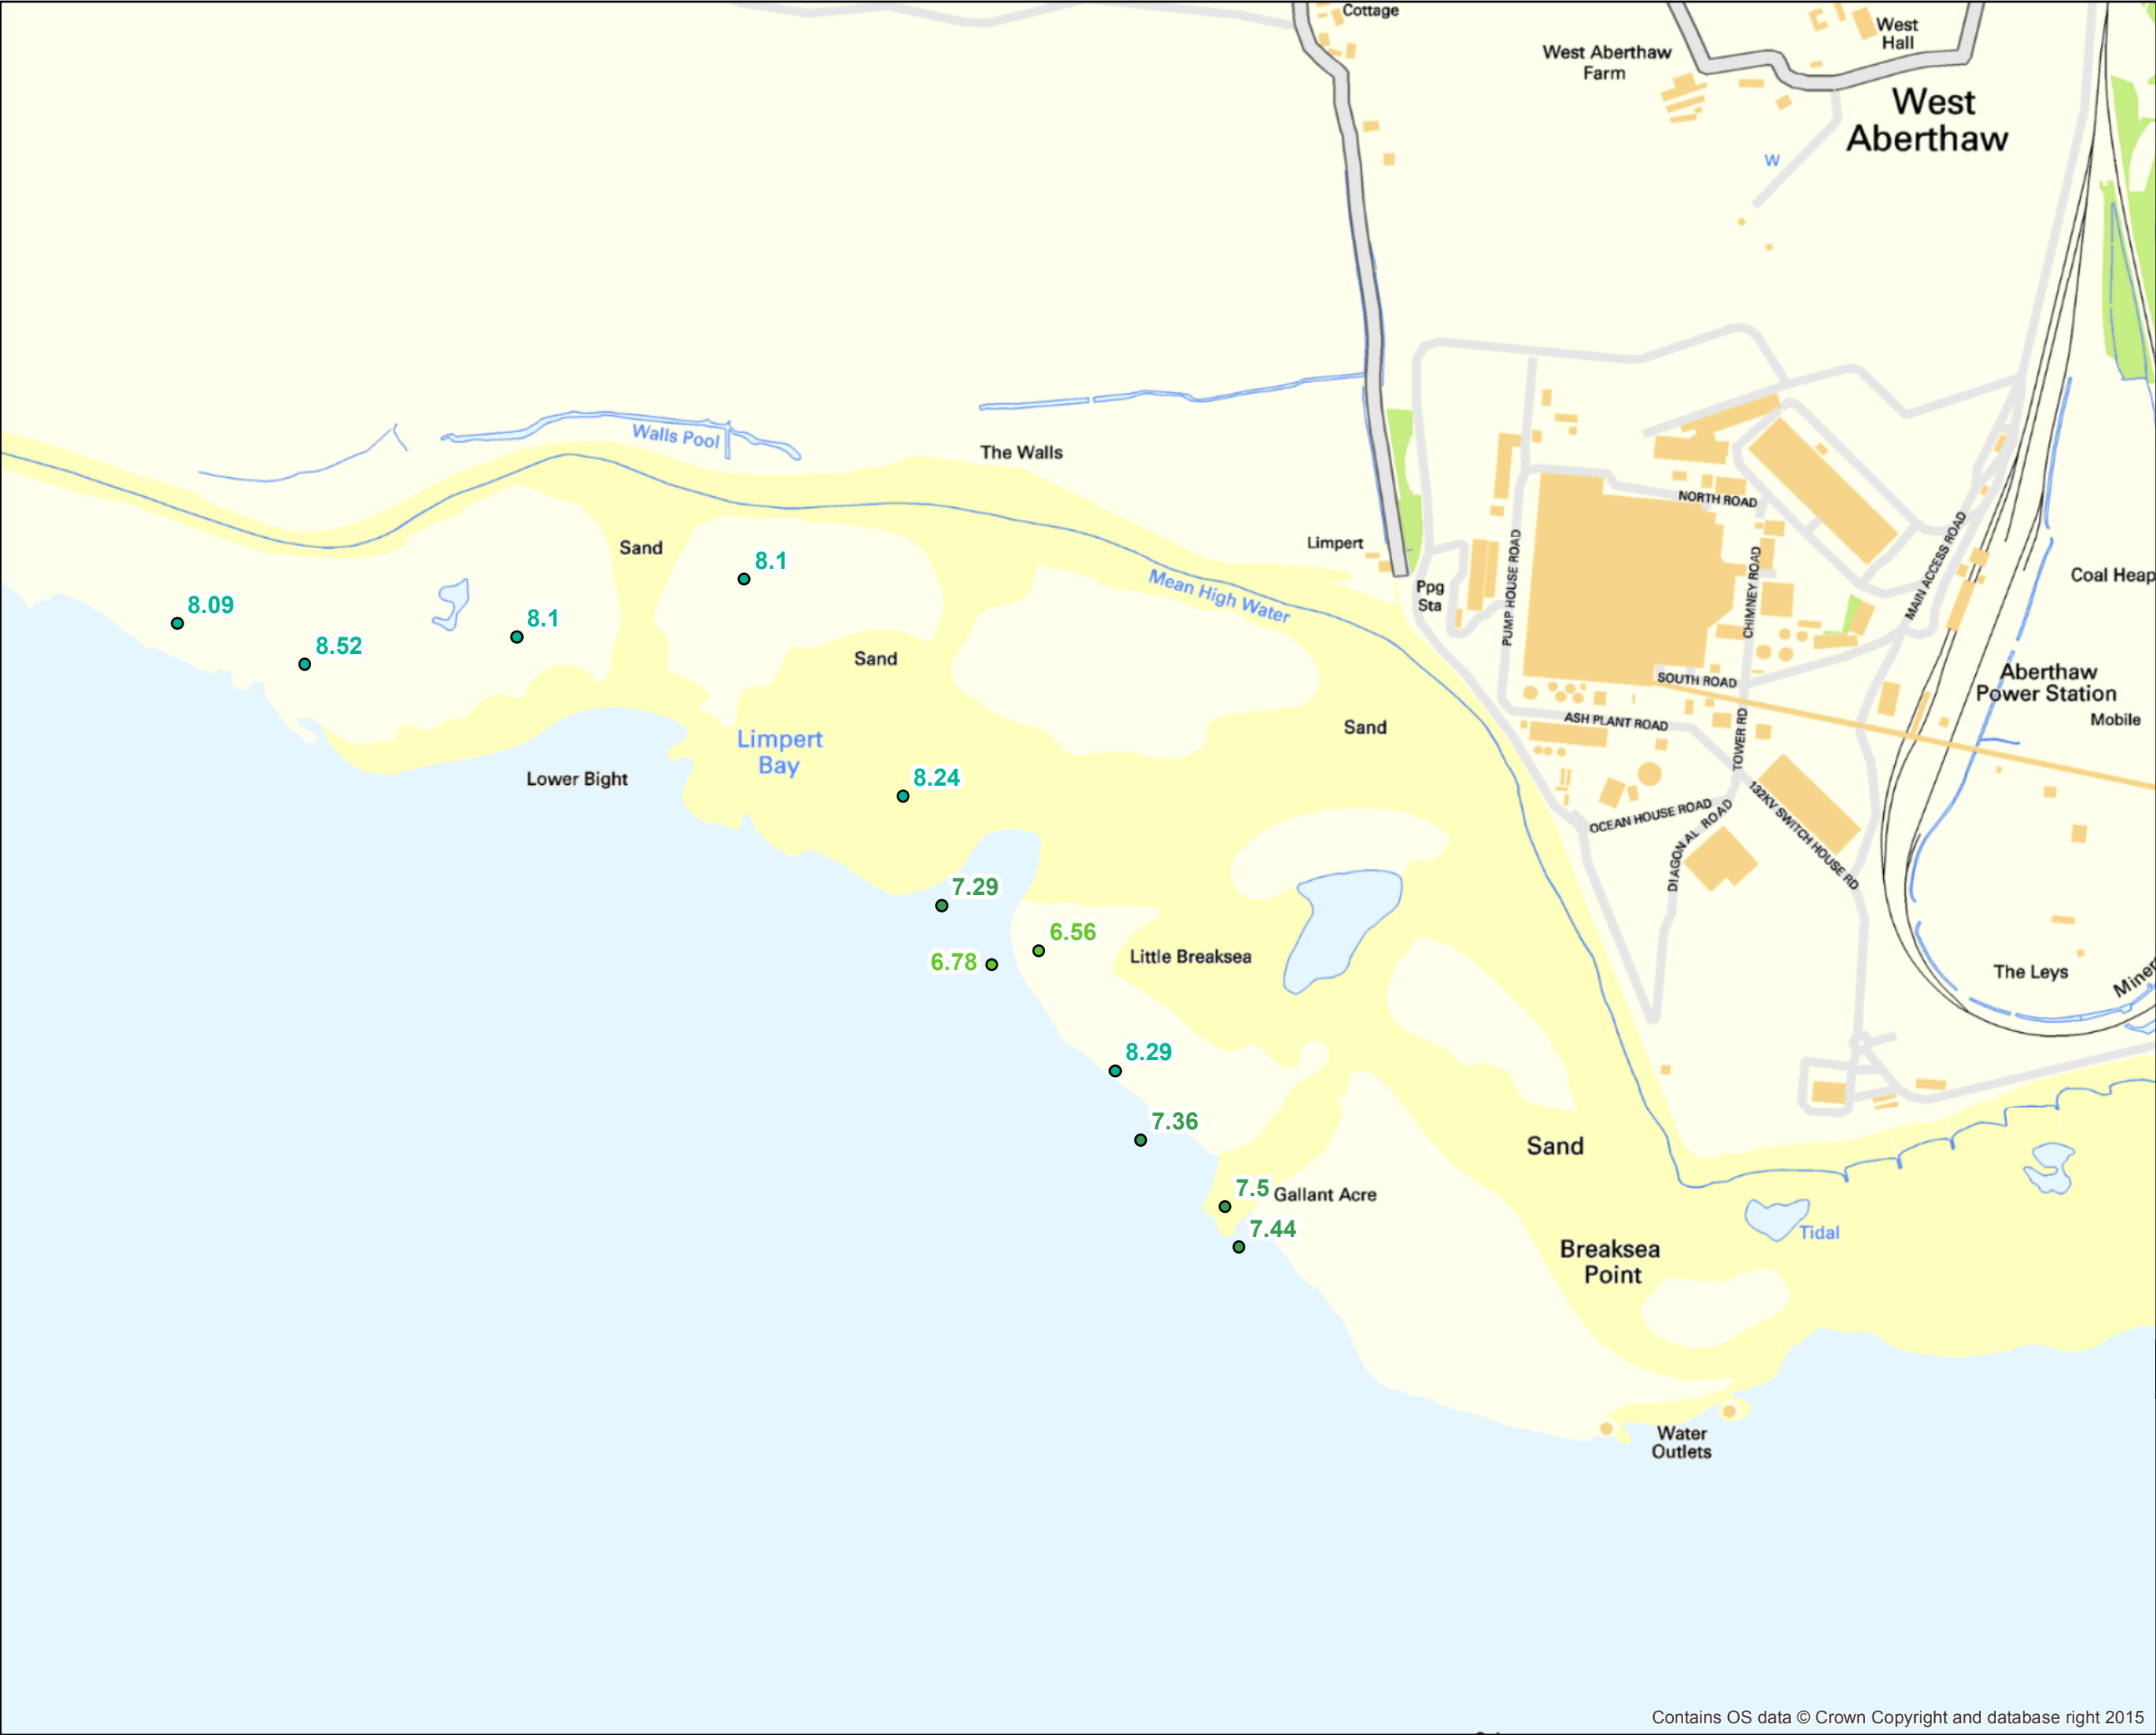 Cottage
West Aberthaw
Farm
West
Hall
West
Aberthaw
W
Walls Pool
The Walls
Sand
Limpert
Mean High Water
Ppg
Sta
NORTH ROAD
PUMP HOUSE ROAD
CHIMNEY ROAD
MAIN ACCESS ROAD
Coal Heap
8.09
8.52
8.1
8.1
Sand
Sand
SOUTH ROAD
ASH PLANT ROAD
TOWER RD
Aberthaw
Power Station
Mobile
Limpert
Bay
Lower Bight
8.24
OCEAN HOUSE ROAD
DIAGONAL ROAD
132KV SWITCH HOUSE RD
7.29
6.56
6.78
Little Breaksea
The Leys
Miner
8.29
7.36
Sand
7.5
Gallant Acre
7.44
Breaksea
Point
Tidal
Water
Outlets
Contains OS data © Crown Copyright and database right 2015